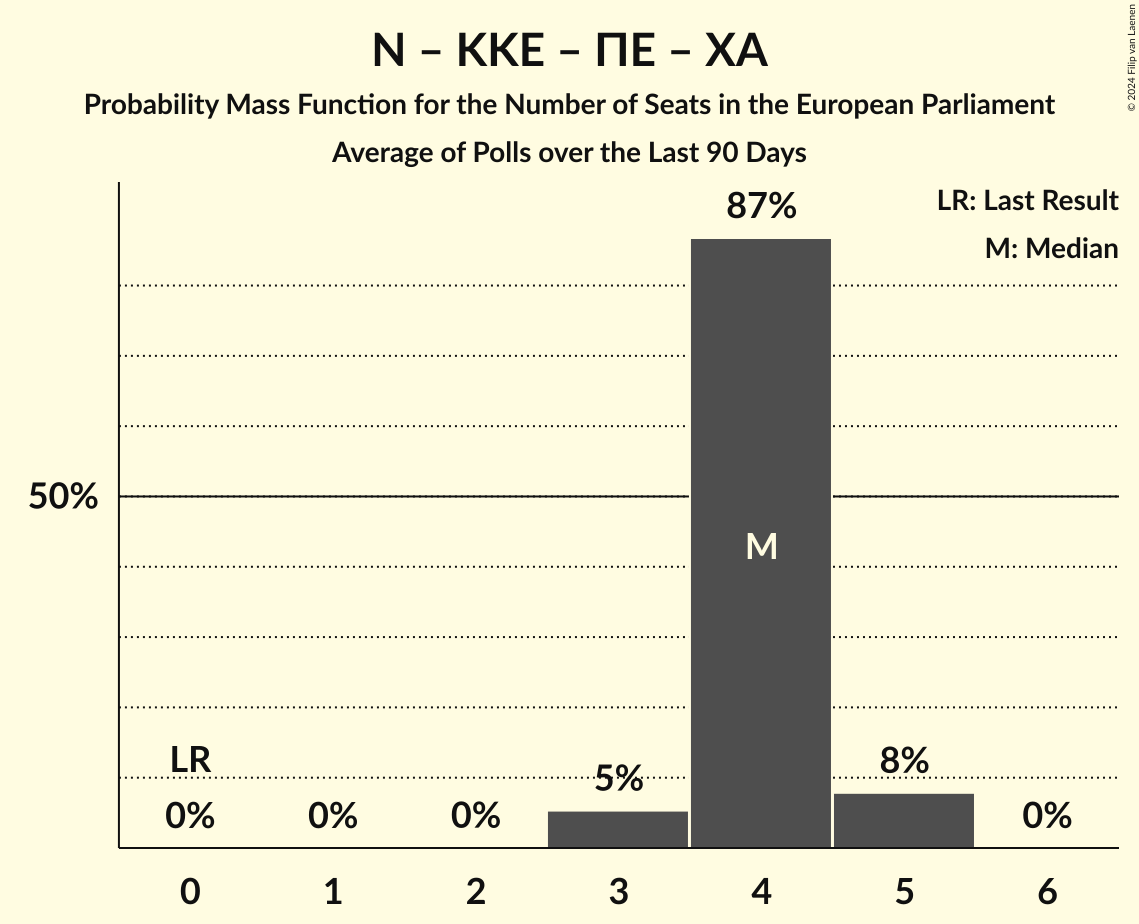 Ν – ΚΚΕ – ΠΕ – ΧΑ
Probability Mass Function for the Number of Seats in the European Parliament
Average of Polls over the Last 90 Days
© 2024 Filip van Laenen
LR: Last Result
M: Median
87%
50%
M
LR
0%
0%
0%
5%
8%
0%
0 1 2 3 4 5 6